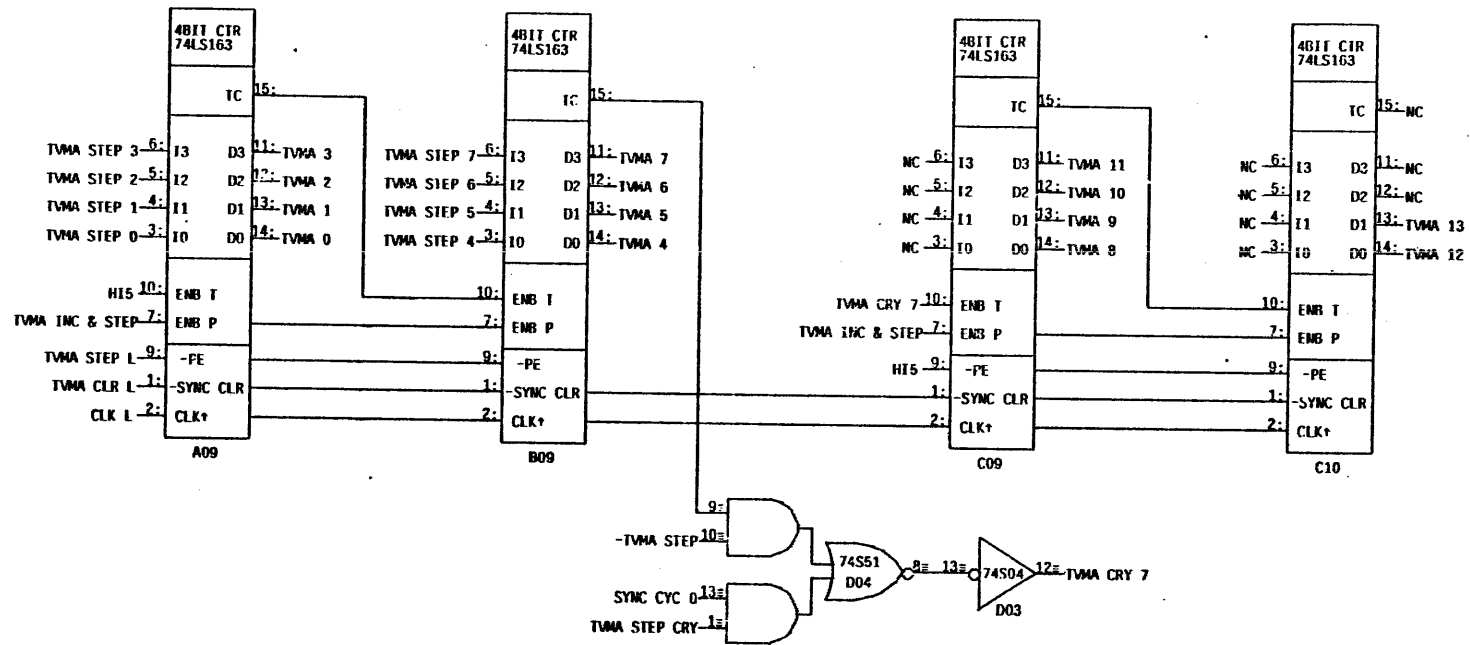 4BIT CTR
74LS163
TC 15:
TVMA STEP 3 6: I3 D3 11: TVMA 3
TVMA STEP 2 5: I2 D2 12: TVMA 2
TVMA STEP 1 4: I1 D1 13: TVMA 1
TVMA STEP 0 3: I0 D0 14: TVMA 0
HI5 10: ENB T
TVMA INC & STEP 7: ENB P
TVMA STEP L 9: -PE
TVMA CLR L 1: -SYNC CLR
CLK L 2: CLK↑
A09
4BIT CTR
74LS163
TC 15:
TVMA STEP 7 6: I3 D3 11: TVMA 7
TVMA STEP 6 5: I2 D2 12: TVMA 6
TVMA STEP 5 4: I1 D1 13: TVMA 5
TVMA STEP 4 3: I0 D0 14: TVMA 4
10: ENB T
7: ENB P
9: -PE
1: -SYNC CLR
2: CLK↑
B09
4BIT CTR
74LS163
TC 15:
NC 6: I3 D3 11: TVMA 11
NC 5: I2 D2 12: TVMA 10
NC 4: I1 D1 13: TVMA 9
NC 3: I0 D0 14: TVMA 8
TVMA CRY 7 10: ENB T
TVMA INC & STEP 7: ENB P
HI5 9: -PE
1: -SYNC CLR
2: CLK↑
C09
4BIT CTR
74LS163
TC 15: NC
NC 6: I3 D3 11: NC
NC 5: I2 D2 12: NC
NC 4: I1 D1 13: TVMA 13
NC 3: I0 D0 14: TVMA 12
10: ENB T
7: ENB P
9: -PE
1: -SYNC CLR
2: CLK↑
C10
9≡
-TVMA STEP 10≡
SYNC CYC 0 13≡
TVMA STEP CRY 1≡
74S51
D04
8≡ 13≡ 74S04 12≡ TVMA CRY 7
D03